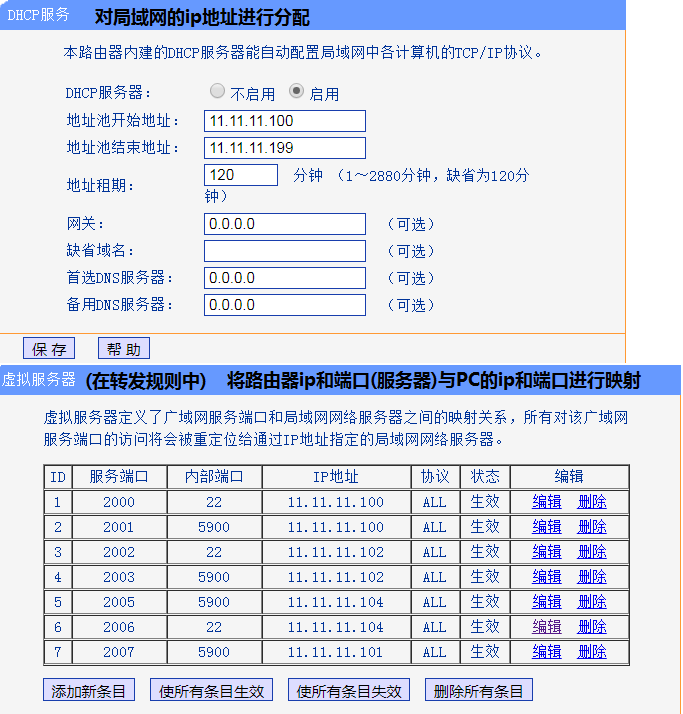 DHCP服务 对局域网的ip地址进行分配
本路由器内建的DHCP服务器能自动配置局域网中各计算机的TCP/IP协议。
DHCP服务器： 不启用 启用
地址池开始地址： 11.11.11.100
地址池结束地址： 11.11.11.199
地址租期： 120 分钟 （1～2880分钟，缺省为120分
钟）
网关： 0.0.0.0 （可选）
缺省域名： （可选）
首选DNS服务器： 0.0.0.0 （可选）
备用DNS服务器： 0.0.0.0 （可选）
保 存 帮 助
虚拟服务器 (在转发规则中) 将路由器ip和端口(服务器)与PC的ip和端口进行映射
虚拟服务器定义了广域网服务端口和局域网网络服务器之间的映射关系，所有对该广域网
服务端口的访问将会被重定位给通过IP地址指定的局域网网络服务器。
ID 服务端口 内部端口 IP地址 协议 状态 编辑
1 2000 22 11.11.11.100 ALL 生效 编辑 删除
2 2001 5900 11.11.11.100 ALL 生效 编辑 删除
3 2002 22 11.11.11.102 ALL 生效 编辑 删除
4 2003 5900 11.11.11.102 ALL 生效 编辑 删除
5 2005 5900 11.11.11.104 ALL 生效 编辑 删除
6 2006 22 11.11.11.104 ALL 生效 编辑 删除
7 2007 5900 11.11.11.101 ALL 生效 编辑 删除
添加新条目 使所有条目生效 使所有条目失效 删除所有条目